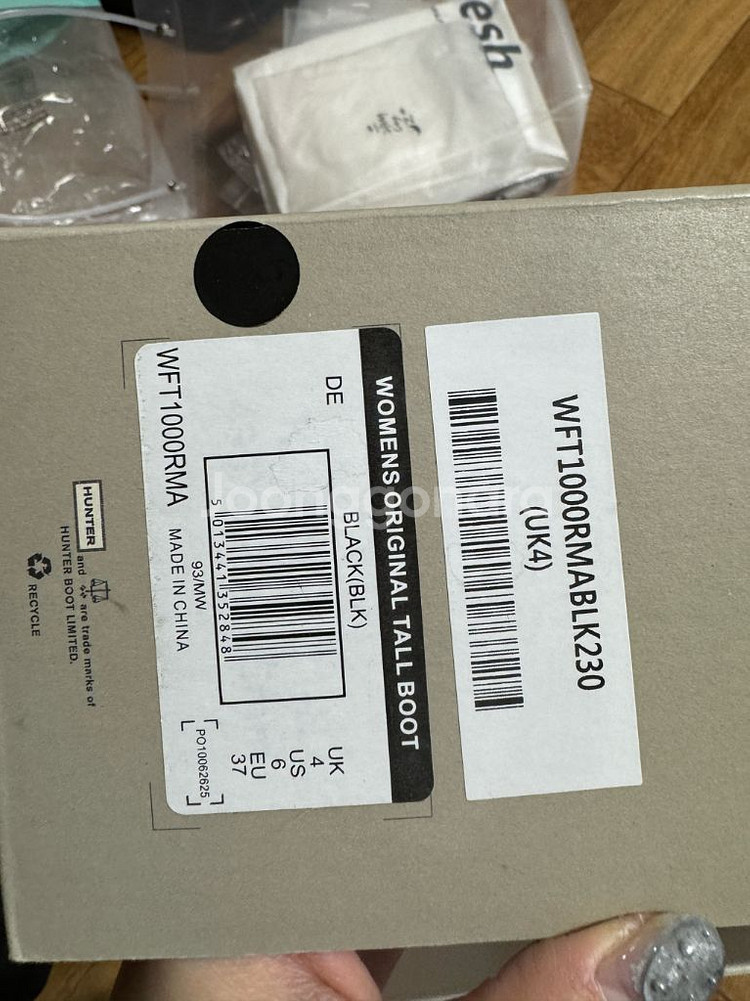 esh
WFT1000RMABLK230
(UK4)
WOMENS ORIGINAL TALL BOOT
DE
BLACK(BLK)
5 013441 352848
UK
4
US
6
EU
37
WFT1000RMA
93/MW
MADE IN CHINA
PO10062625
HUNTER
and are trade marks of
HUNTER BOOT LIMITED.
RECYCLE
Joonggonara